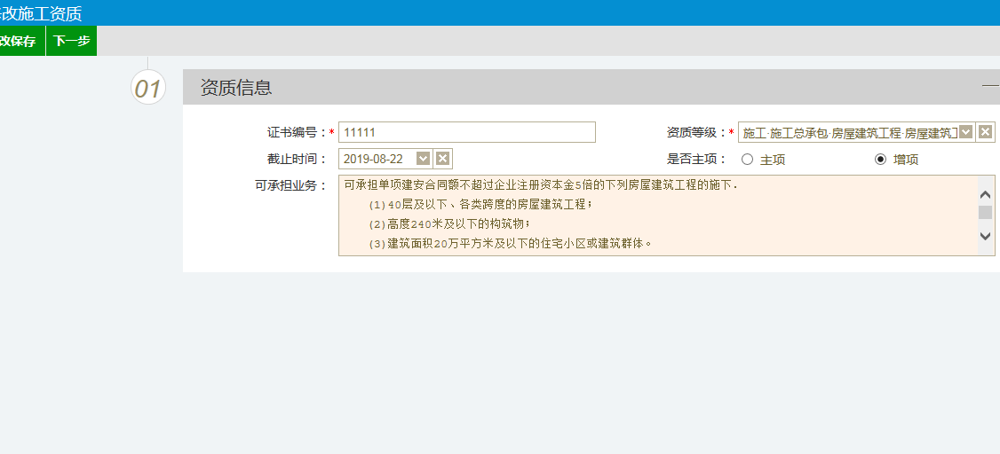 改施工资质
改保存 下一步
01 资质信息
证书编号：* 11111 资质等级：* 施工·施工总承包·房屋建筑工程·房屋建筑工
截止时间： 2019-08-22 是否主项： 主项 增项
可承担业务： 可承担单项建安合同额不超过企业注册资本金5倍的下列房屋建筑工程的施下.
(1)40层及以下、各类跨度的房屋建筑工程；
(2)高度240米及以下的构筑物；
(3)建筑面积20万平方米及以下的住宅小区或建筑群体。